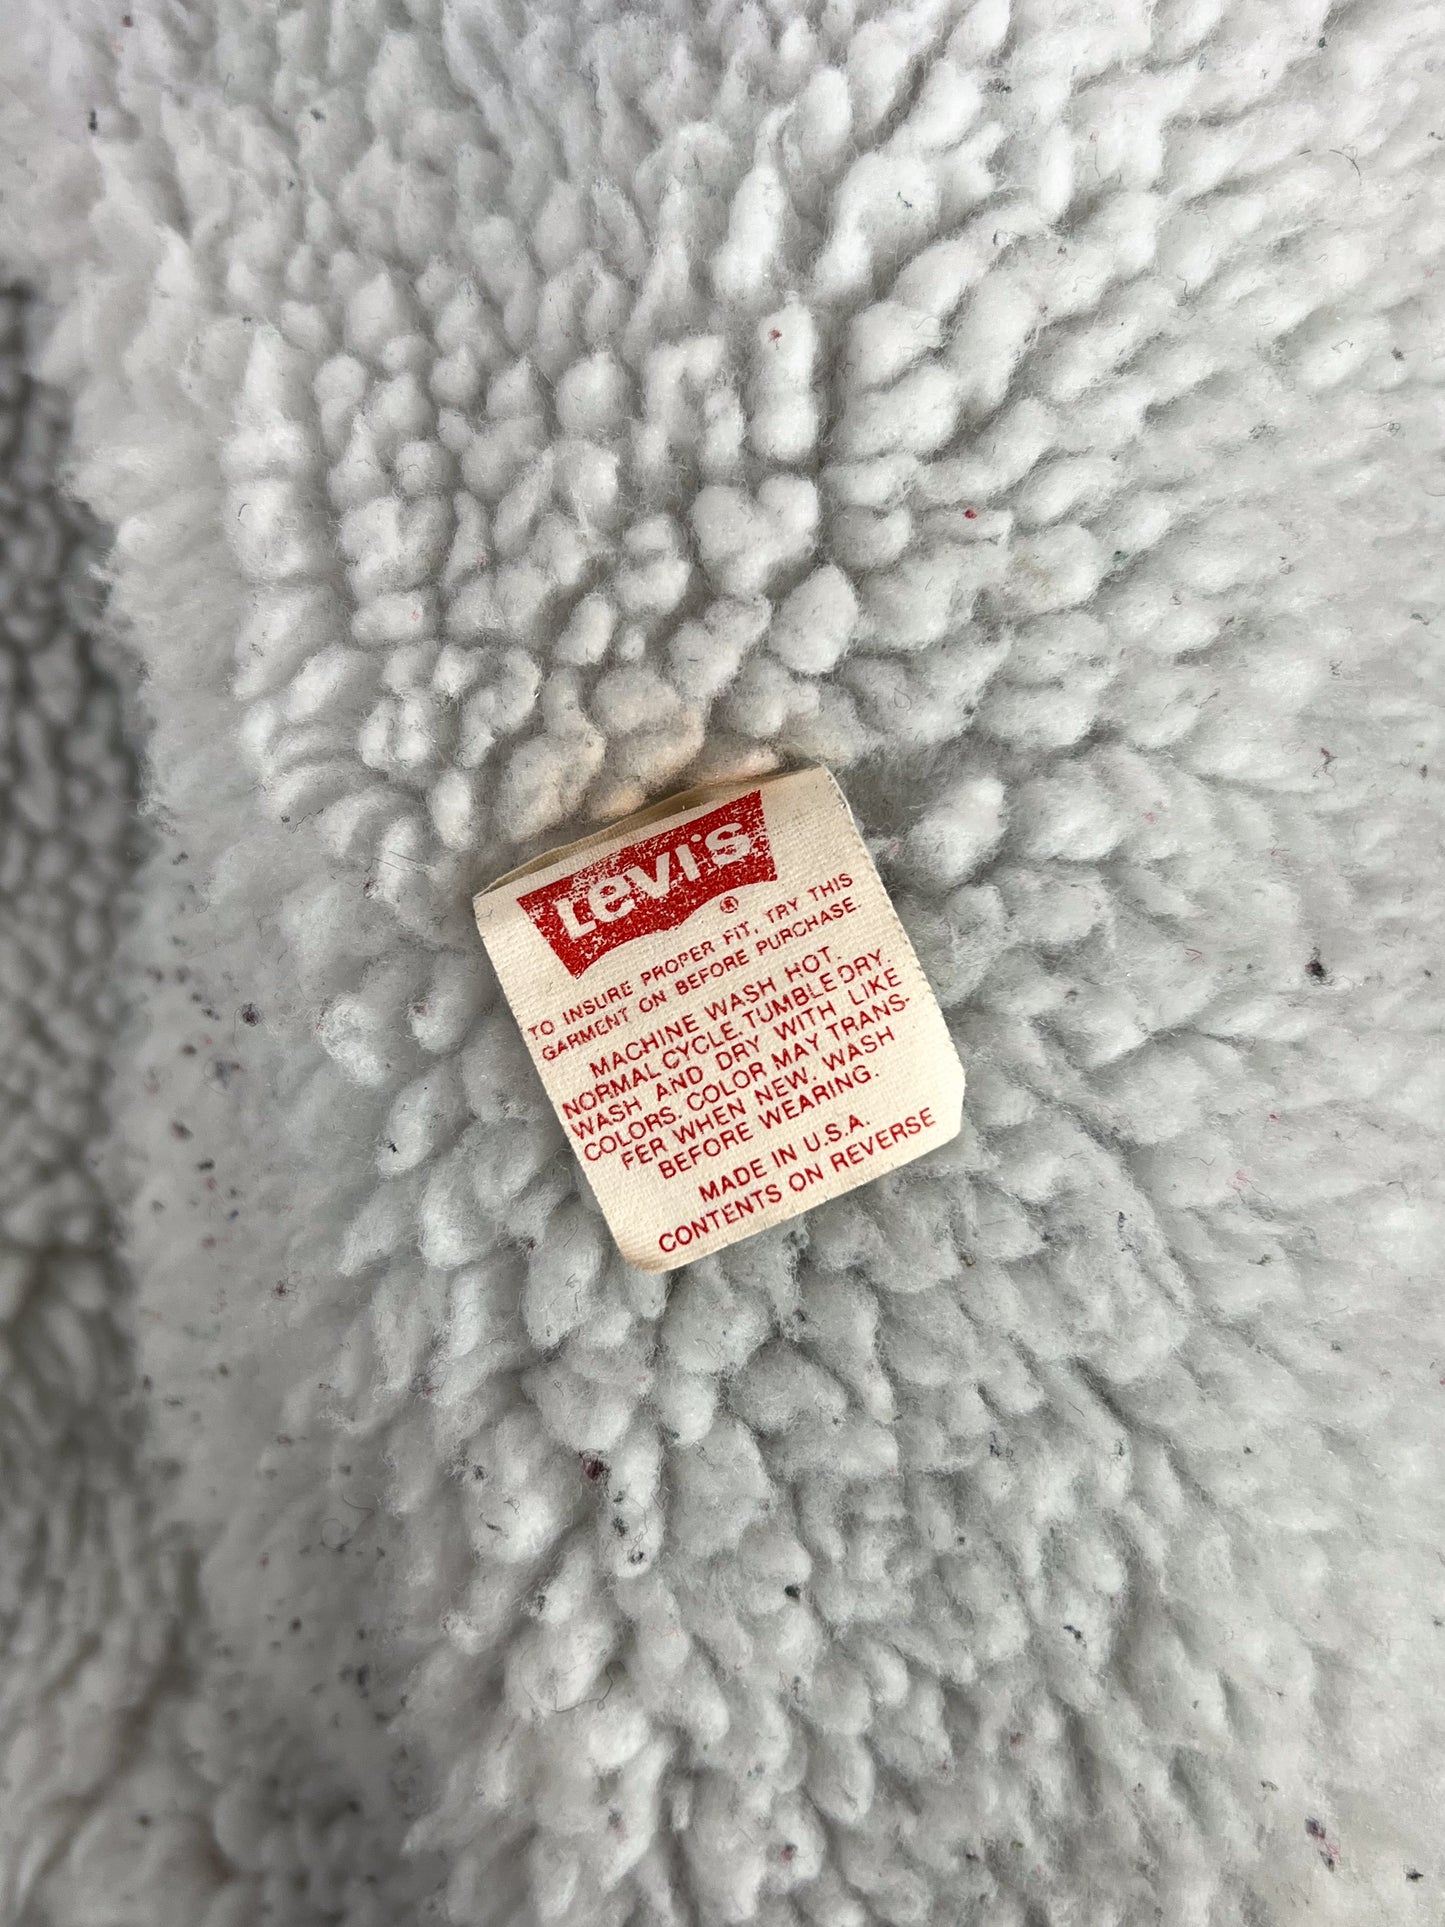 Levi's ®
TO INSURE PROPER FIT, TRY THIS
GARMENT ON BEFORE PURCHASE.
MACHINE WASH HOT.
NORMAL CYCLE. TUMBLE DRY.
WASH AND DRY WITH LIKE
COLORS. COLOR MAY TRANS-
FER WHEN NEW. WASH
BEFORE WEARING.
MADE IN U.S.A.
CONTENTS ON REVERSE